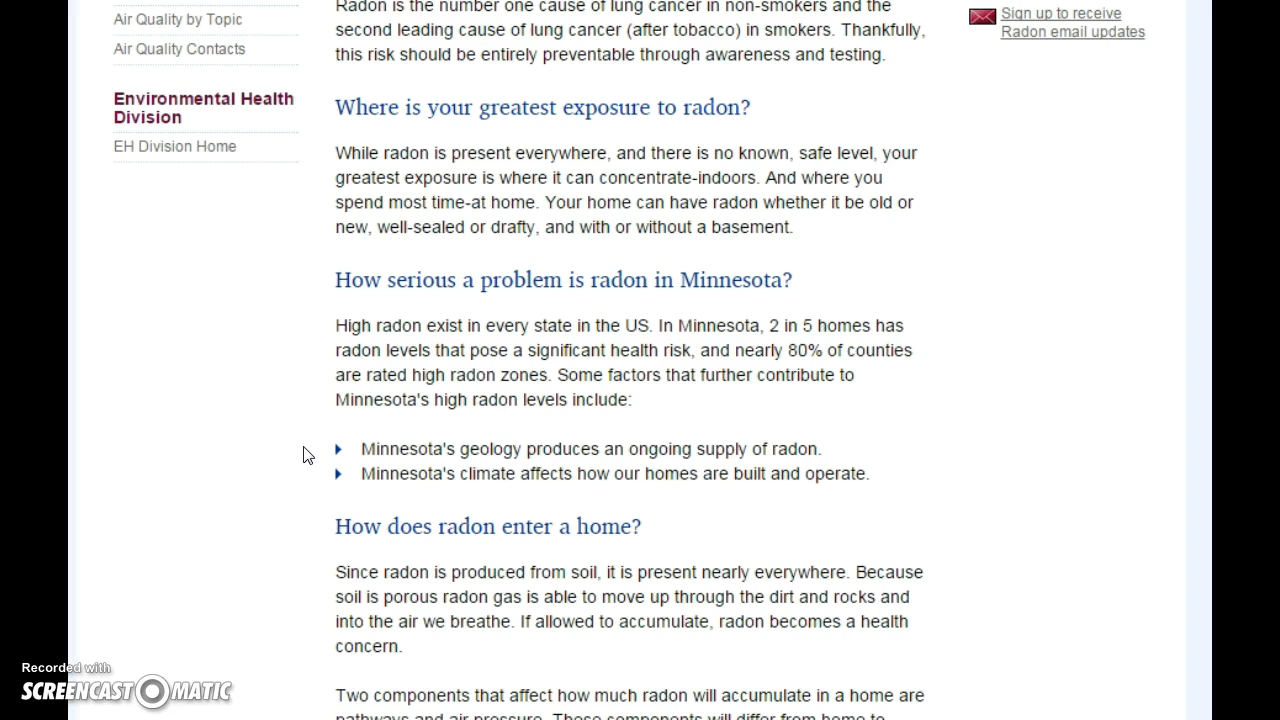 Air Quality by Topic
Air Quality Contacts
Environmental Health
Division
EH Division Home
Radon is the number one cause of lung cancer in non-smokers and the
second leading cause of lung cancer (after tobacco) in smokers. Thankfully,
this risk should be entirely preventable through awareness and testing.
Where is your greatest exposure to radon?
While radon is present everywhere, and there is no known, safe level, your
greatest exposure is where it can concentrate-indoors. And where you
spend most time-at home. Your home can have radon whether it be old or
new, well-sealed or drafty, and with or without a basement.
How serious a problem is radon in Minnesota?
High radon exist in every state in the US. In Minnesota, 2 in 5 homes has
radon levels that pose a significant health risk, and nearly 80% of counties
are rated high radon zones. Some factors that further contribute to
Minnesota's high radon levels include:
Minnesota's geology produces an ongoing supply of radon.
Minnesota's climate affects how our homes are built and operate.
How does radon enter a home?
Since radon is produced from soil, it is present nearly everywhere. Because
soil is porous radon gas is able to move up through the dirt and rocks and
into the air we breathe. If allowed to accumulate, radon becomes a health
concern.
Two components that affect how much radon will accumulate in a home are
pathways and air pressure. These components will differ from home to
Sign up to receive
Radon email updates
Recorded with
SCREENCAST-O-MATIC